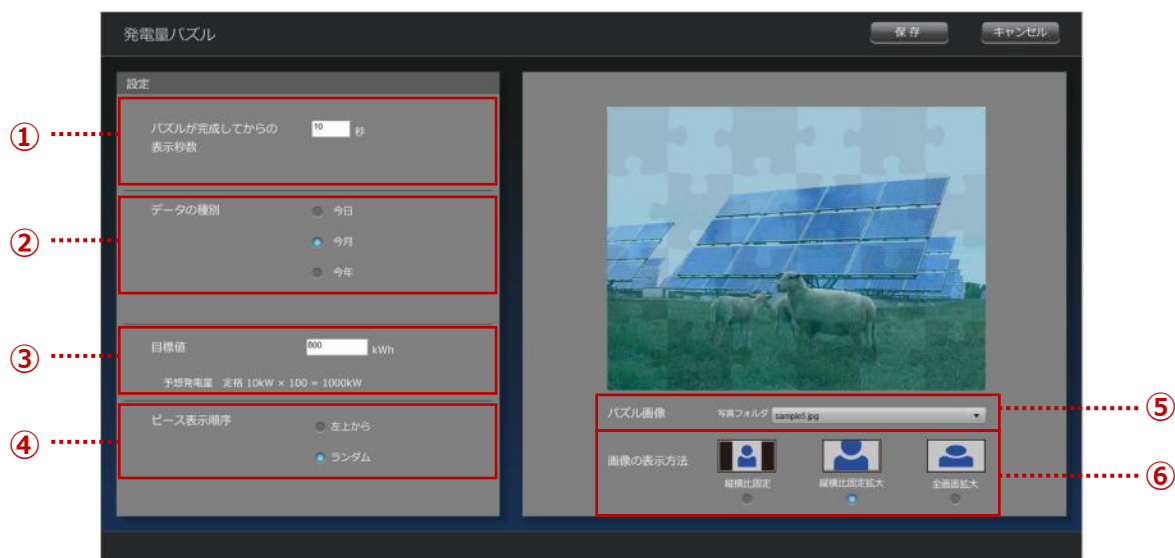 発電量パズル
保存
キャンセル
設定
①
パズルが完成してからの
表示秒数
10
秒
②
データの種別
今日
今月
今年
③
目標値
800
kWh
予想発電量 定格 10kW × 100 = 1000kW
④
ピース表示順序
左上から
ランダム
パズル画像
写真フォルダ
sample5.jpg
⑤
画像の表示方法
縦横比固定
縦横比固定拡大
全画面拡大
⑥